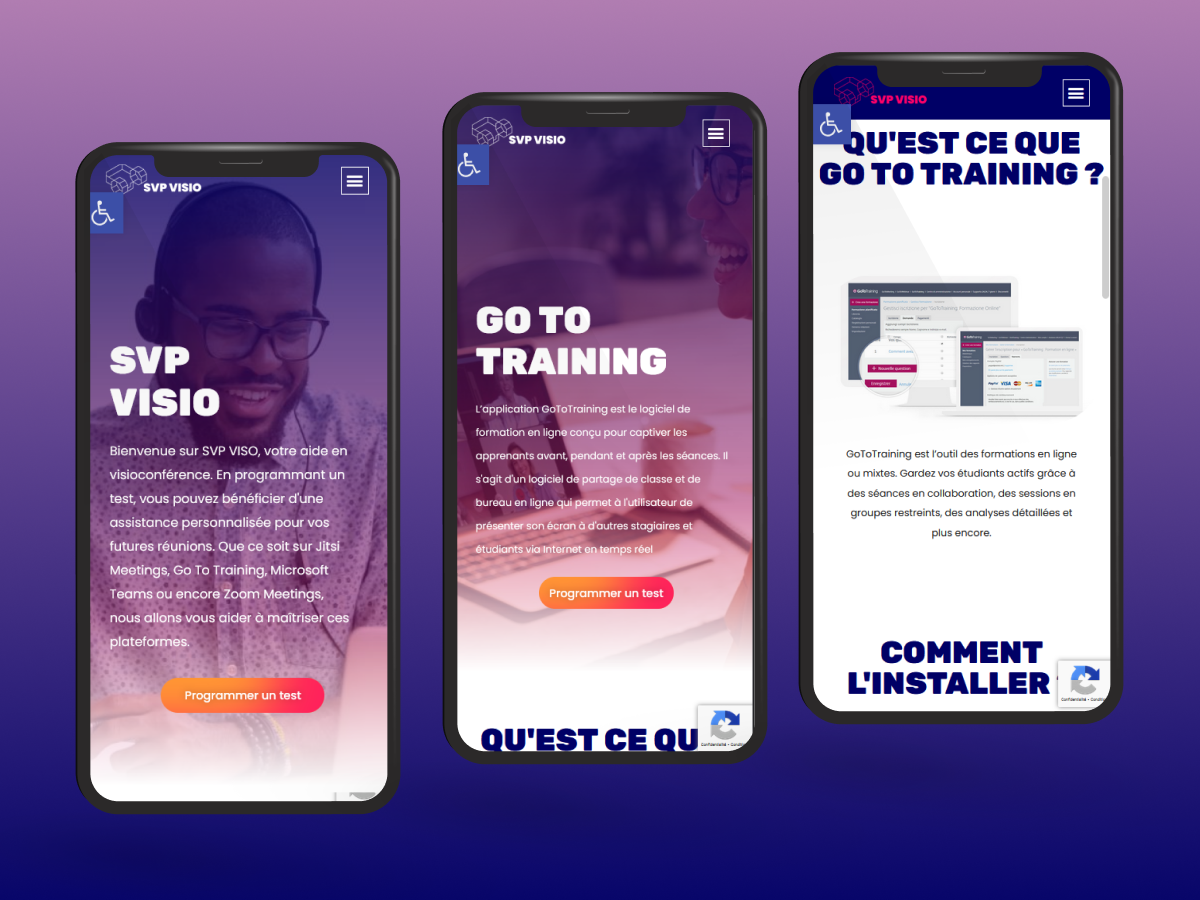 SVP VISIO
SVP
VISIO
Bienvenue sur SVP VISO, votre aide en
visioconférence. En programmant un
test, vous pouvez bénéficier d'une
assistance personnalisée pour vos
futures réunions. Que ce soit sur Jitsi
Meetings, Go To Training, Microsoft
Teams ou encore Zoom Meetings,
nous allons vous aider à maîtriser ces
plateformes.
Programmer un test
SVP VISIO
GO TO
TRAINING
L'application GoToTraining est le logiciel de
formation en ligne conçu pour captiver les
apprenants avant, pendant et après les séances. Il
s'agit d'un logiciel de partage de classe et de
bureau en ligne qui permet à l'utilisateur de
présenter son écran à d'autres stagiaires et
étudiants via Internet en temps réel
Programmer un test
QU'EST CE QU
SVP VISIO
QU'EST CE QUE
GO TO TRAINING ?
GoToTraining
Nouvelle question
Enregistrer
PayPal VISA
GoToTraining est l'outil des formations en ligne
ou mixtes. Gardez vos étudiants actifs grâce à
des séances en collaboration, des sessions en
groupes restreints, des analyses détaillées et
plus encore.
COMMENT
L'INSTALLER